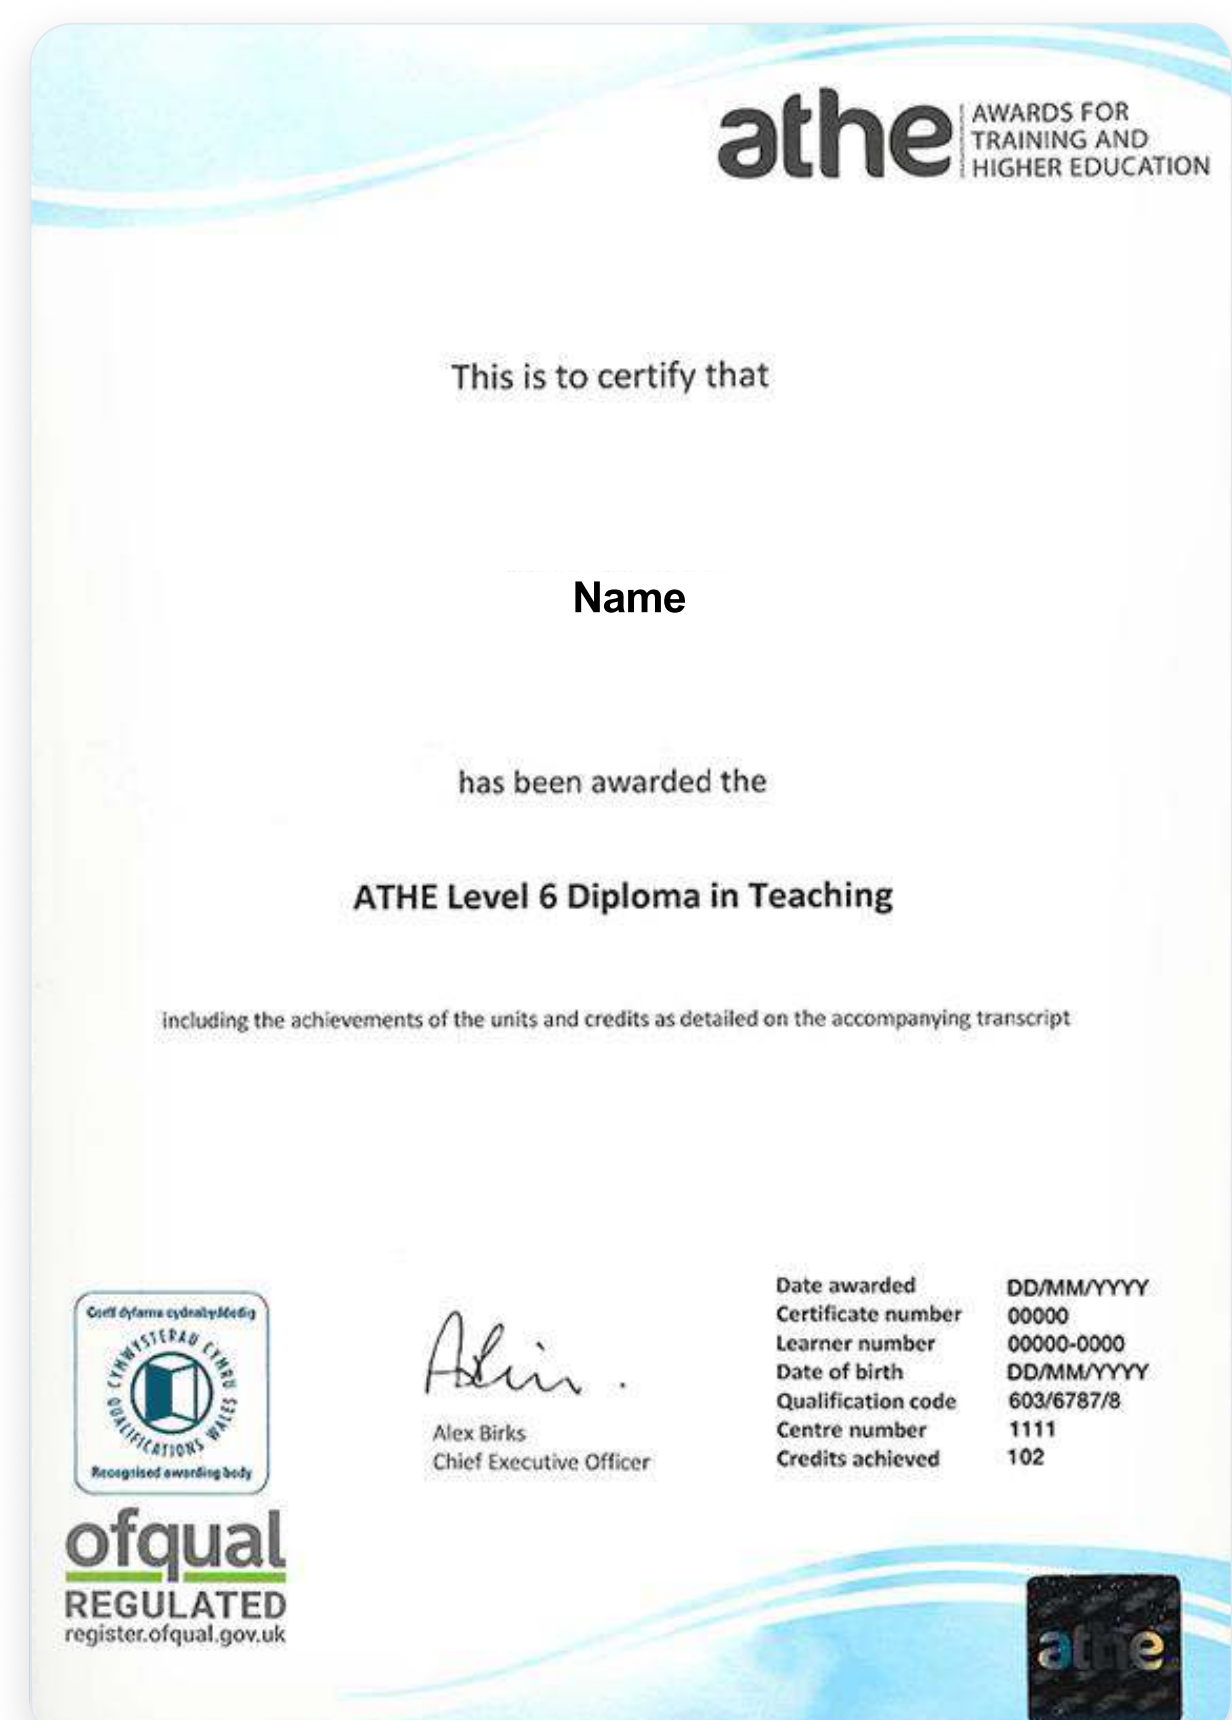 athe
AWARDS FOR
TRAINING AND
HIGHER EDUCATION
This is to certify that
Name
has been awarded the
ATHE Level 6 Diploma in Teaching
including the achievements of the units and credits as detailed on the accompanying transcript
Corff dyfarnu cydnabyddedig
CYMWYSTERAU CYMRU
QUALIFICATIONS WALES
Recognised awarding body
ofqual
REGULATED
register.ofqual.gov.uk
Alex Birks
Chief Executive Officer
Date awarded DD/MM/YYYY
Certificate number 00000
Learner number 00000-0000
Date of birth DD/MM/YYYY
Qualification code 603/6787/8
Centre number 1111
Credits achieved 102
athe